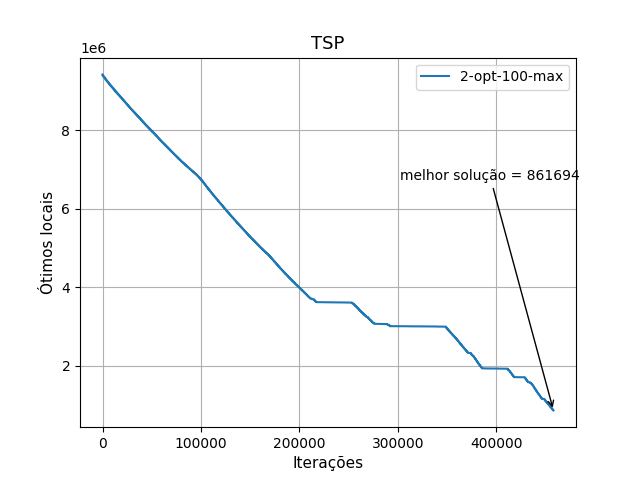 TSP
1e6
2-opt-100-max
melhor solução = 861694
Ótimos locais
8
6
4
2
0
100000
200000
300000
400000
Iterações